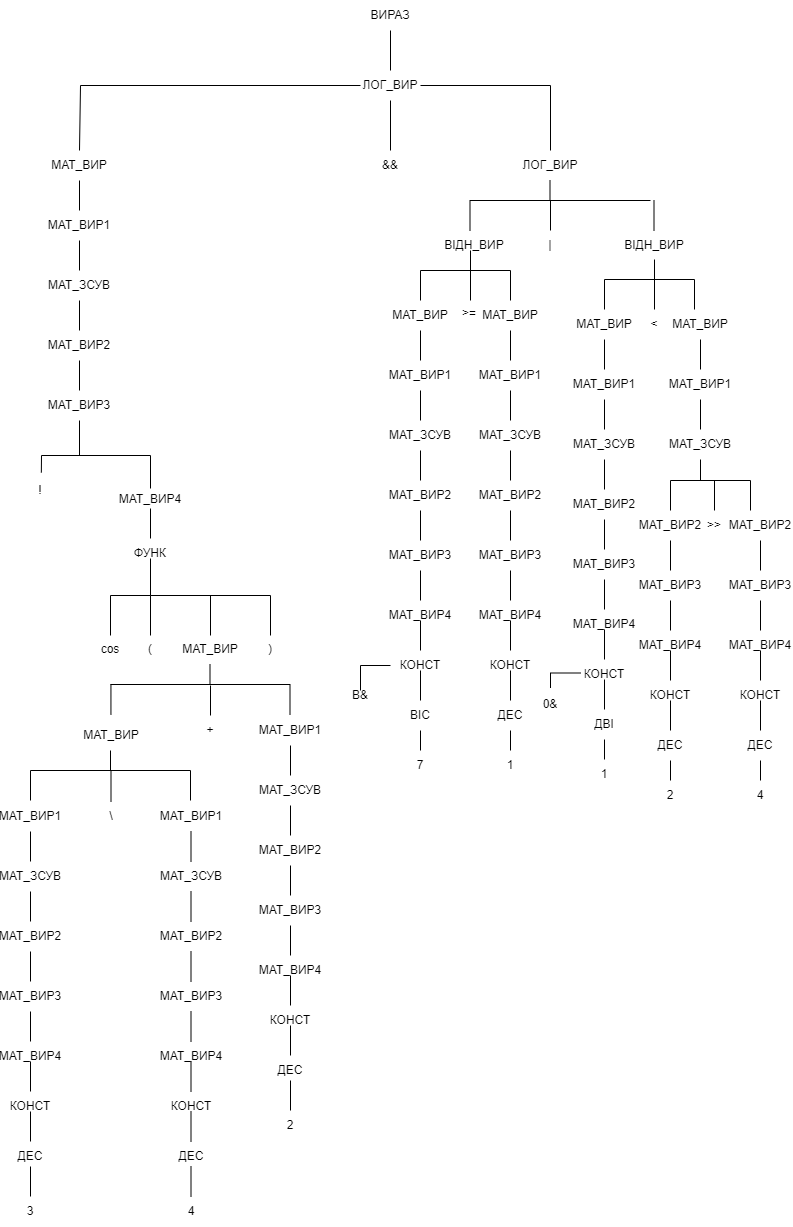 ВИРАЗ
ЛОГ_ВИР
МАТ_ВИР && ЛОГ_ВИР
МАТ_ВИР1 ВІДН_ВИР | ВІДН_ВИР
МАТ_ЗСУВ МАТ_ВИР >= МАТ_ВИР МАТ_ВИР < МАТ_ВИР
МАТ_ВИР2 МАТ_ВИР1 МАТ_ВИР1 МАТ_ВИР1 МАТ_ВИР1
МАТ_ВИР3 МАТ_ЗСУВ МАТ_ЗСУВ МАТ_ЗСУВ МАТ_ЗСУВ
! МАТ_ВИР4 МАТ_ВИР2 МАТ_ВИР2 МАТ_ВИР2 МАТ_ВИР2 >> МАТ_ВИР2
ФУНК МАТ_ВИР3 МАТ_ВИР3 МАТ_ВИР3 МАТ_ВИР3 МАТ_ВИР3
cos ( МАТ_ВИР ) МАТ_ВИР4 МАТ_ВИР4 МАТ_ВИР4 МАТ_ВИР4 МАТ_ВИР4
В& КОНСТ КОНСТ 0& КОНСТ КОНСТ КОНСТ
МАТ_ВИР + МАТ_ВИР1 ВІС ДЕС ДВІ ДЕС ДЕС
МАТ_ЗСУВ 7 1 1 2 4
МАТ_ВИР1 \ МАТ_ВИР1
МАТ_ВИР2
МАТ_ЗСУВ МАТ_ЗСУВ
МАТ_ВИР3
МАТ_ВИР2 МАТ_ВИР2
МАТ_ВИР4
МАТ_ВИР3 МАТ_ВИР3
КОНСТ
МАТ_ВИР4 МАТ_ВИР4
ДЕС
КОНСТ КОНСТ
2
ДЕС ДЕС
3 4